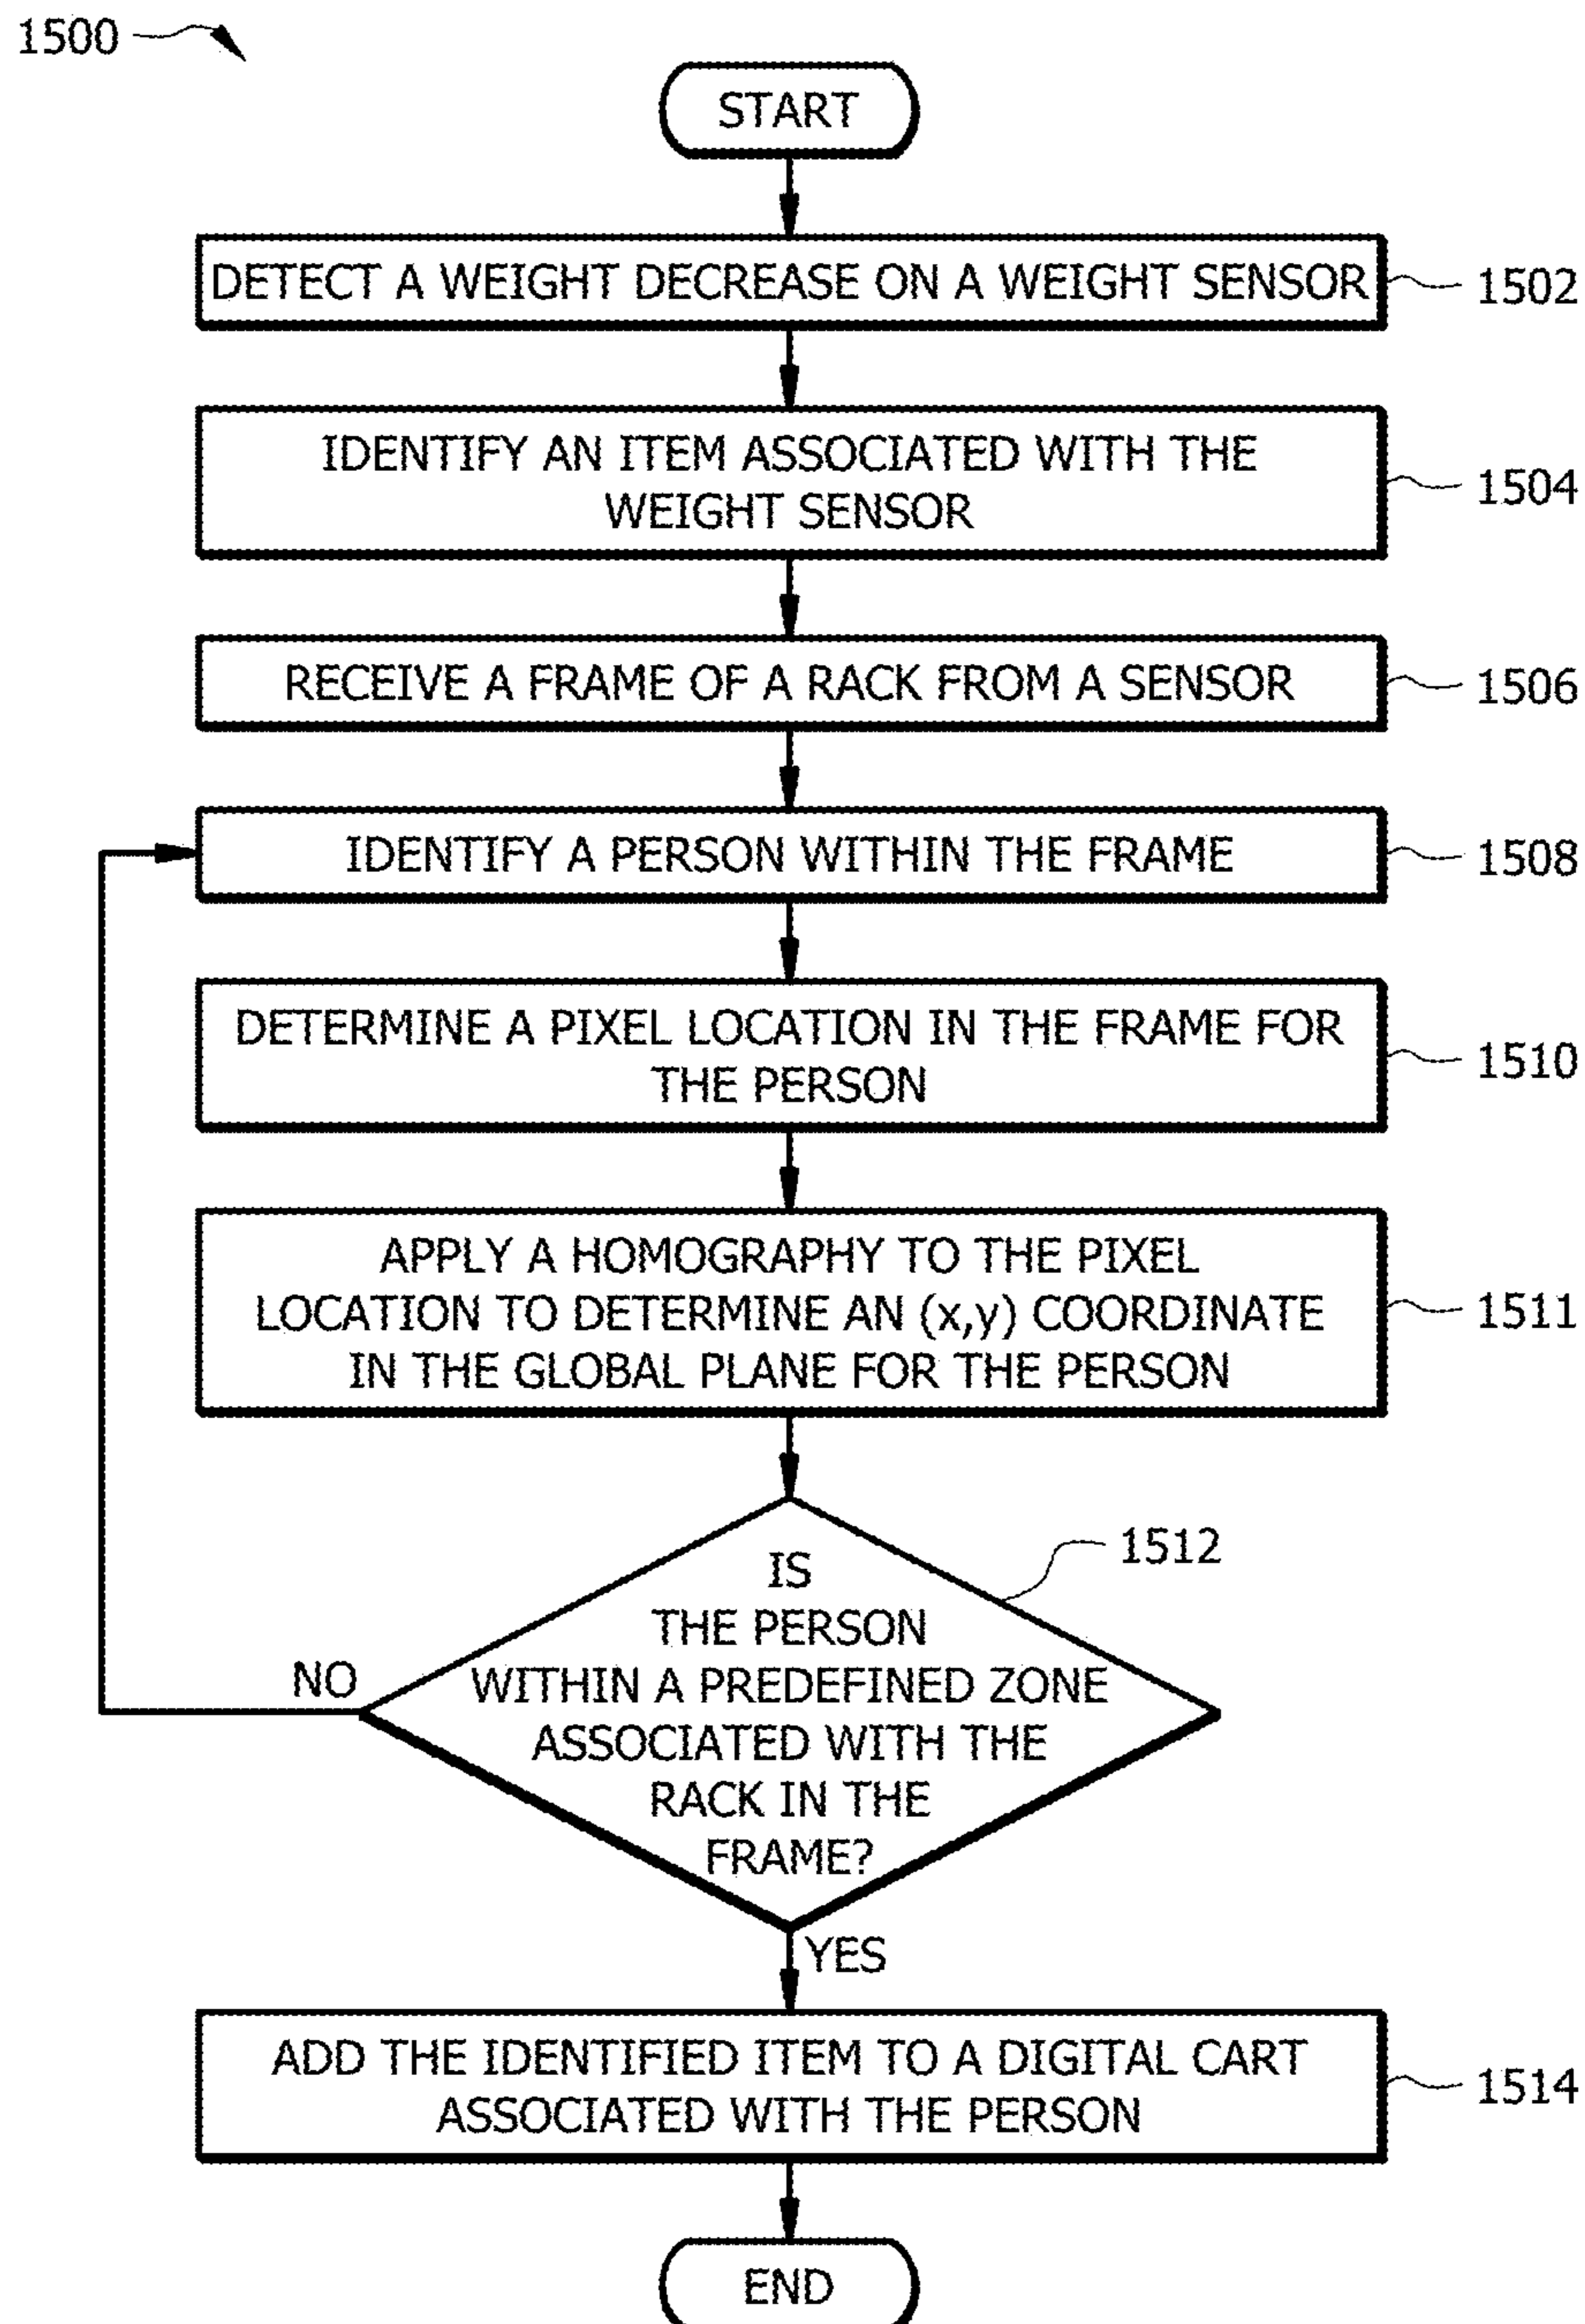 1500
START
DETECT A WEIGHT DECREASE ON A WEIGHT SENSOR
1502
IDENTIFY AN ITEM ASSOCIATED WITH THE
WEIGHT SENSOR
1504
RECEIVE A FRAME OF A RACK FROM A SENSOR
1506
IDENTIFY A PERSON WITHIN THE FRAME
1508
DETERMINE A PIXEL LOCATION IN THE FRAME FOR
THE PERSON
1510
APPLY A HOMOGRAPHY TO THE PIXEL
LOCATION TO DETERMINE AN (x,y) COORDINATE
IN THE GLOBAL PLANE FOR THE PERSON
1511
IS
THE PERSON
WITHIN A PREDEFINED ZONE
ASSOCIATED WITH THE
RACK IN THE
FRAME?
1512
NO
YES
ADD THE IDENTIFIED ITEM TO A DIGITAL CART
ASSOCIATED WITH THE PERSON
1514
END